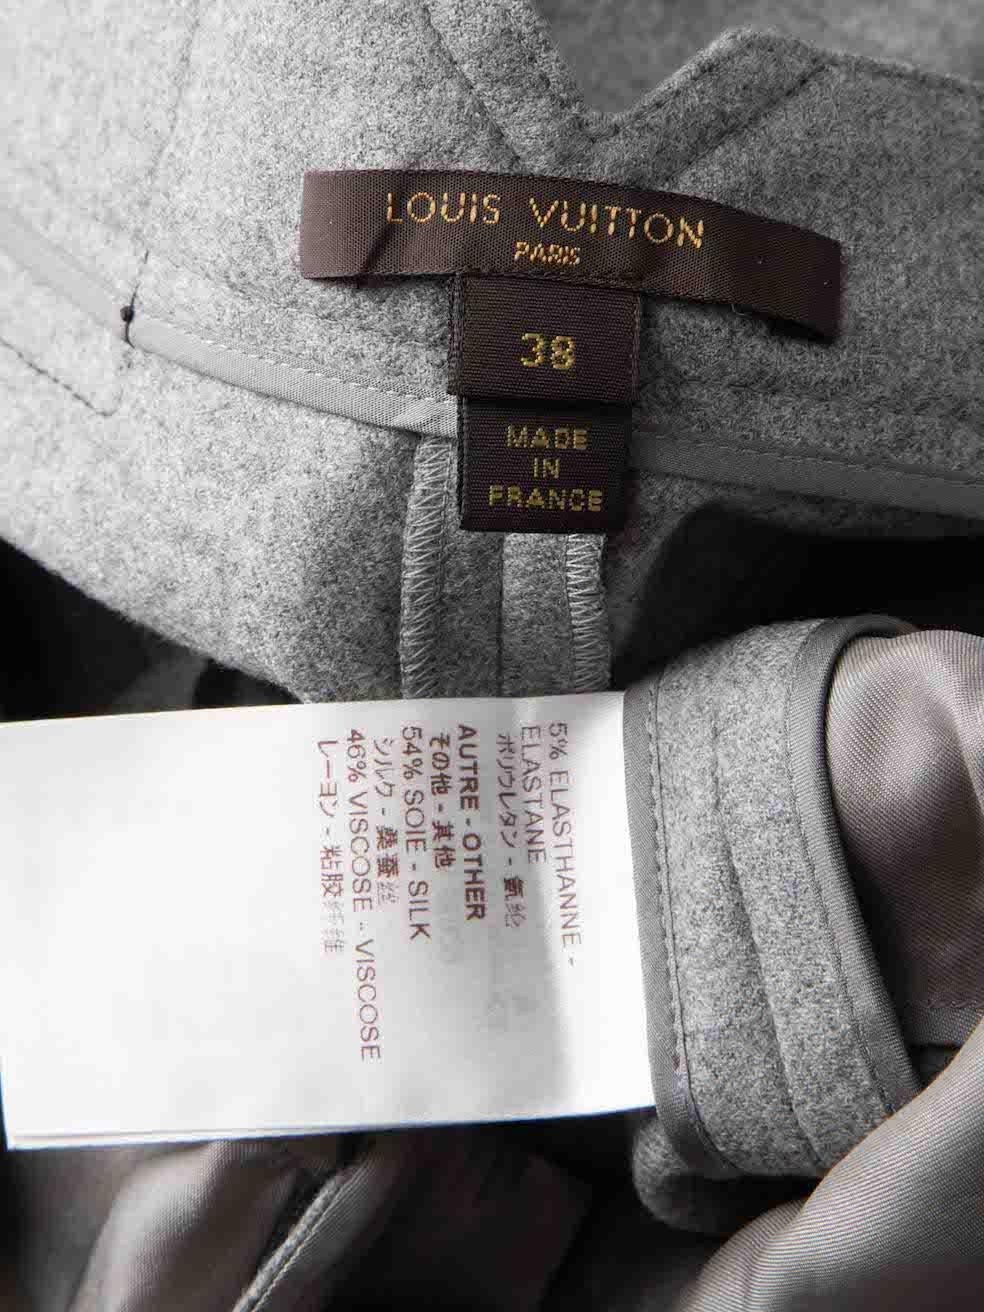 LOUIS VUITTON
PARIS
38
MADE
IN
FRANCE
5% ELASTHANNE -
ELASTANE
ポリウレタン - 氨纶
AUTRE - OTHER
その他 - 其他
54% SOIE - SILK
シルク - 桑蚕丝
46% VISCOSE - VISCOSE
レーヨン - 粘胶纤维